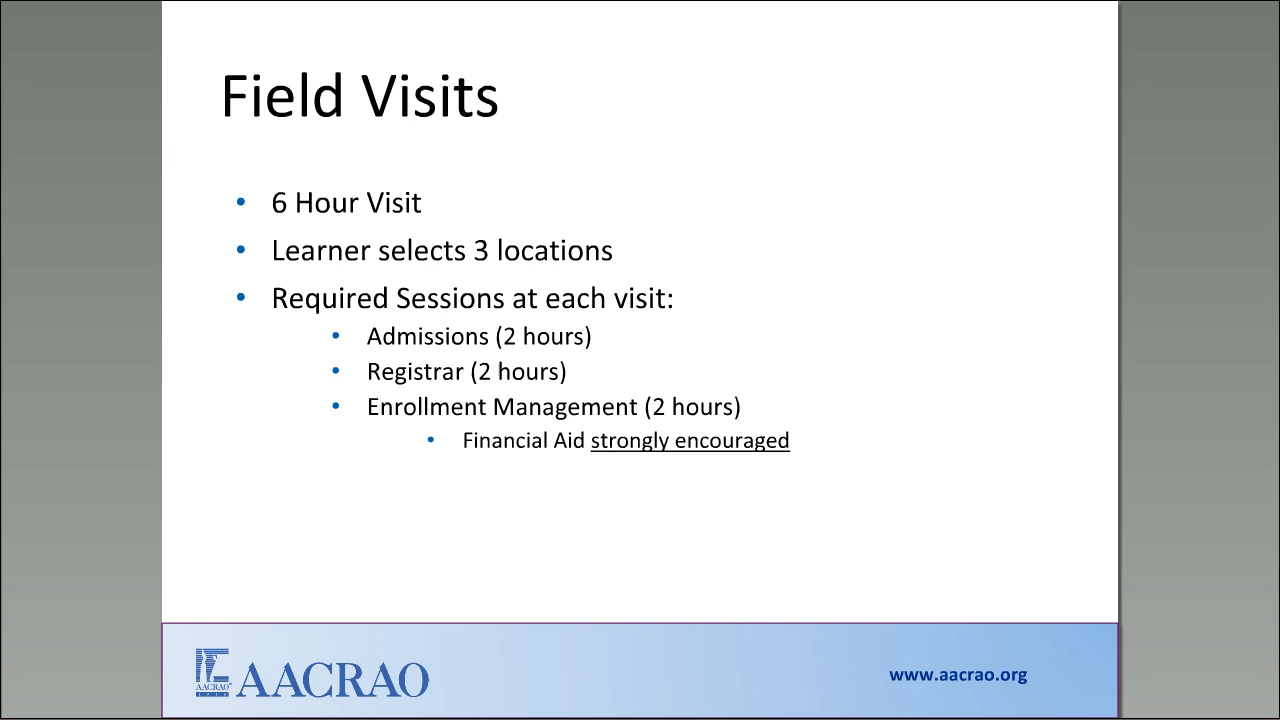 Field Visits
• 6 Hour Visit
• Learner selects 3 locations
• Required Sessions at each visit:
• Admissions (2 hours)
• Registrar (2 hours)
• Enrollment Management (2 hours)
• Financial Aid strongly encouraged
AACRAO
AACRAO
www.aacrao.org